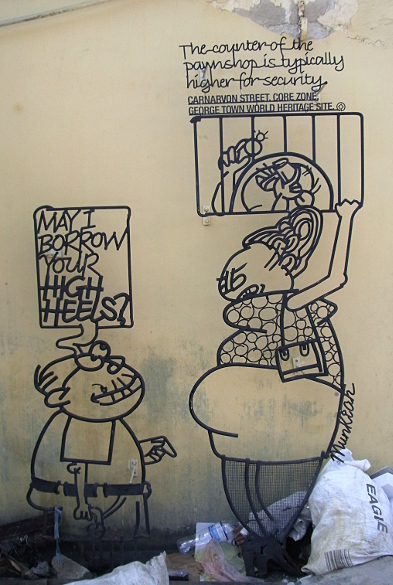 The counter of the
pawnshop is typically
higher for security.
CARNARVON STREET, CORE ZONE,
GEORGE TOWN WORLD HERITAGE SITE. ©
MAY I
BORROW
YOUR
HIGH
HEELS?
Munkiah
EAGLE